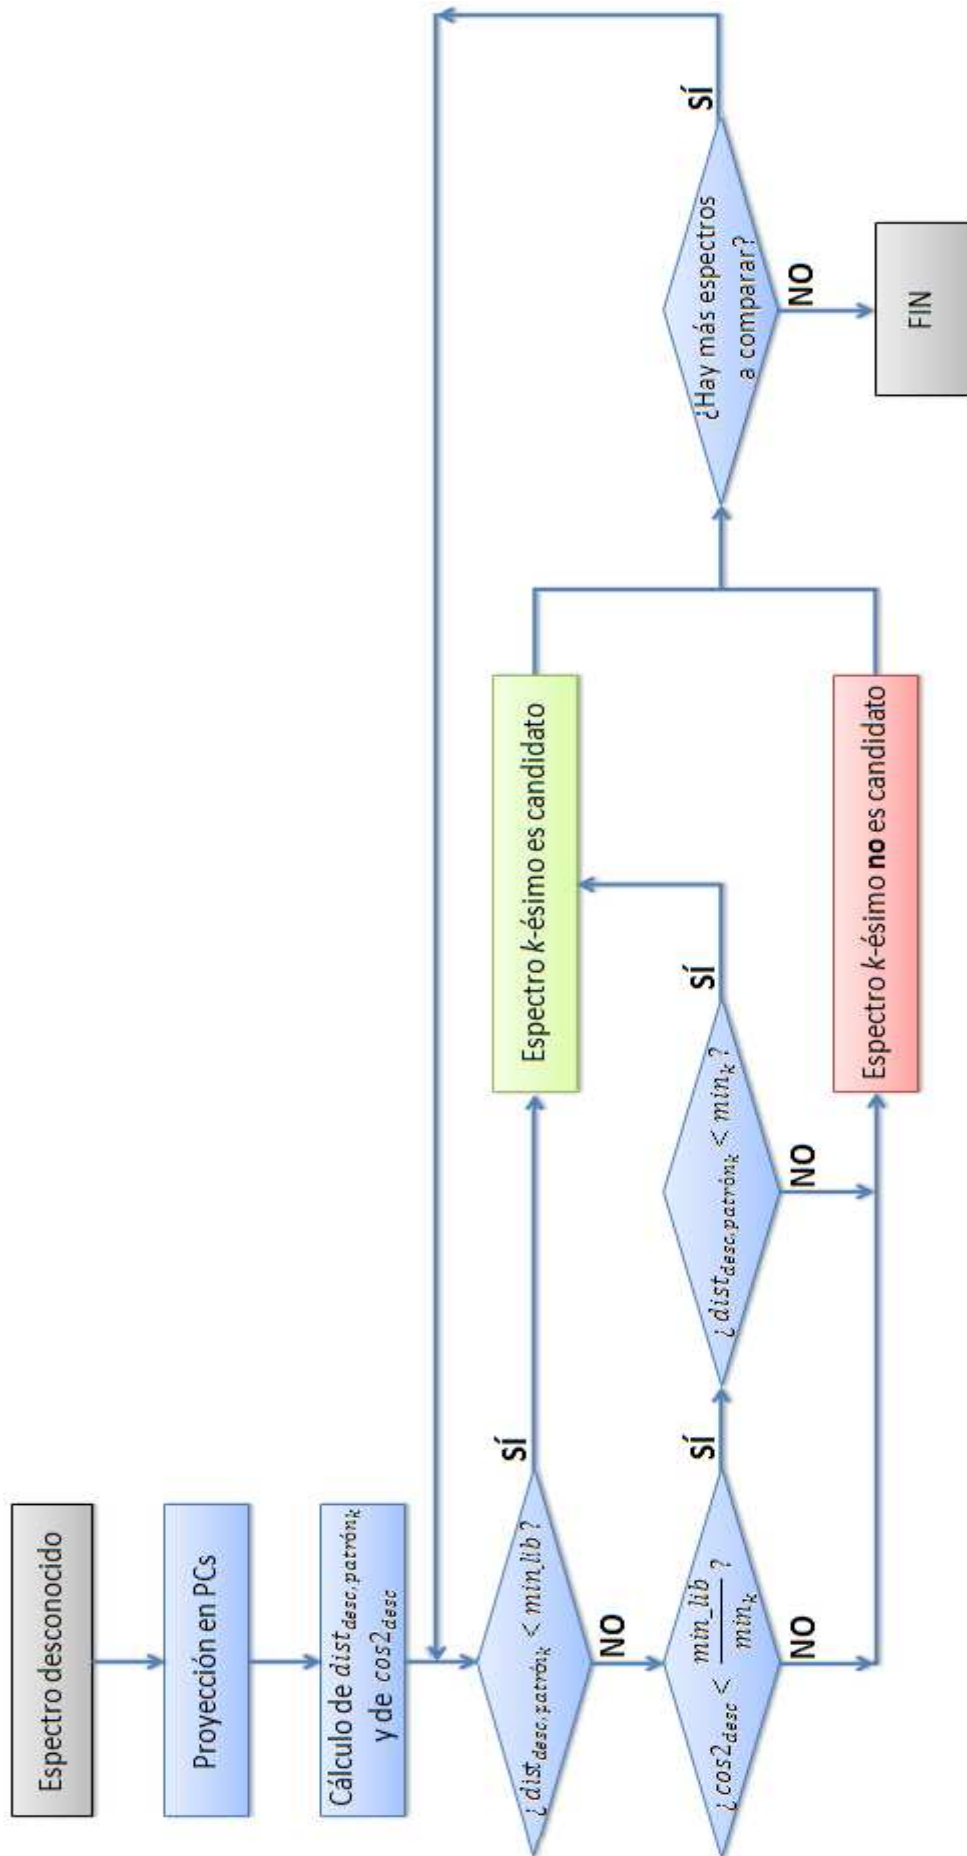 Espectro desconocido
Proyección en PCs
Cálculo de dist_desc,patrón_k
y de cos2_desc
¿dist_desc,patrón_k < min_lib?
SÍ
NO
¿cos2_desc < min_lib / min_k ?
SÍ
NO
¿dist_desc,patrón_k < min_k?
SÍ
NO
Espectro k-ésimo es candidato
Espectro k-ésimo no es candidato
¿Hay más espectros
a comparar?
SÍ
NO
FIN